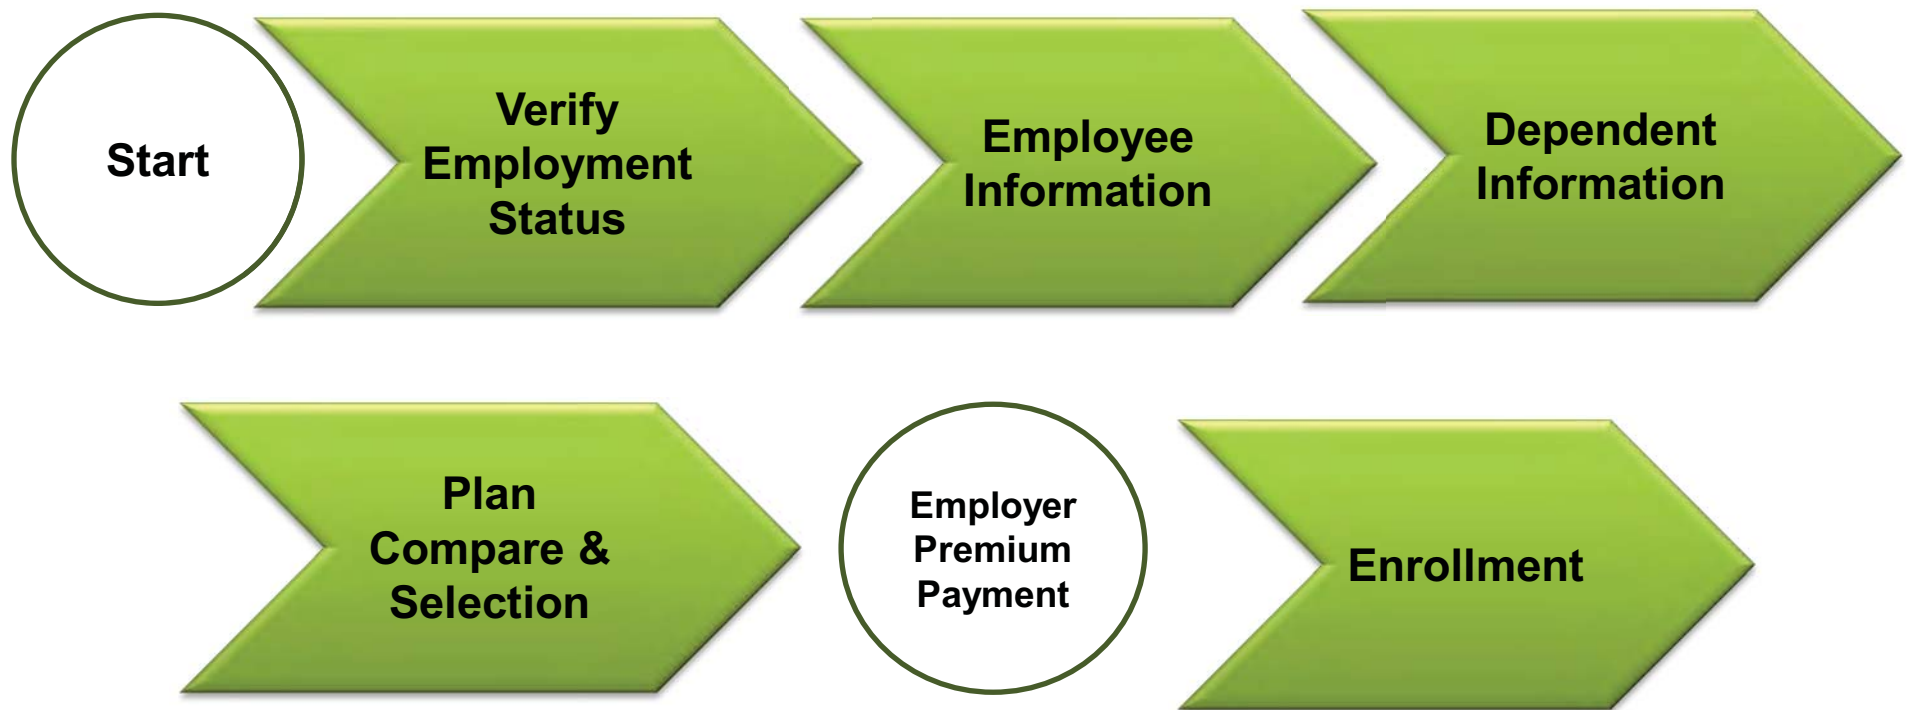 Start
Verify
Employment
Status
Employee
Information
Dependent
Information
Plan
Compare &
Selection
Employer
Premium
Payment
Enrollment